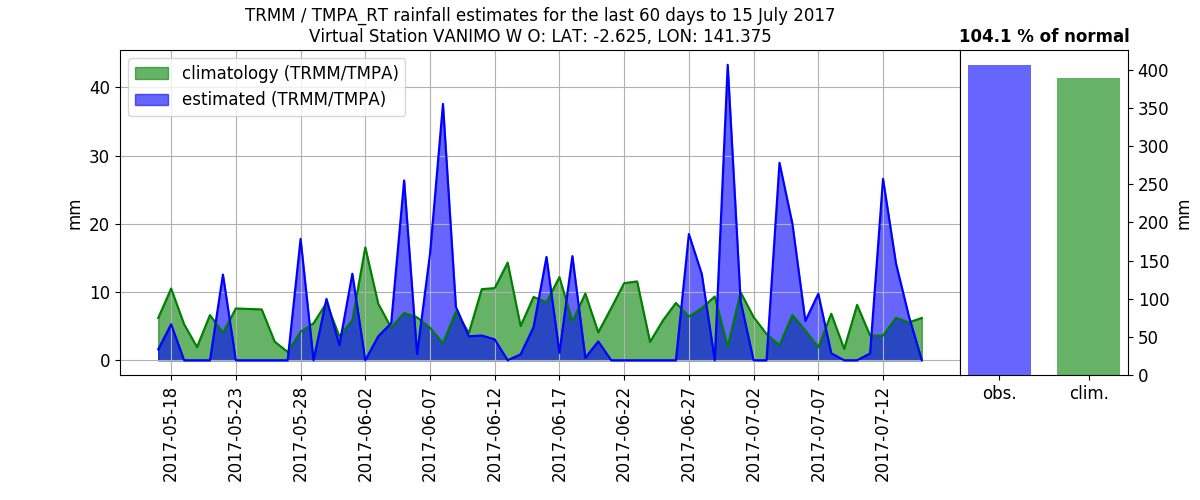 TRMM / TMPA_RT rainfall estimates for the last 60 days to 15 July 2017
Virtual Station VANIMO W O: LAT: -2.625, LON: 141.375
104.1 % of normal
climatology (TRMM/TMPA)
estimated (TRMM/TMPA)
mm
40
30
20
10
0
2017-05-18
2017-05-23
2017-05-28
2017-06-02
2017-06-07
2017-06-12
2017-06-17
2017-06-22
2017-06-27
2017-07-02
2017-07-07
2017-07-12
400
350
300
250
200
150
100
50
0
mm
obs.
clim.